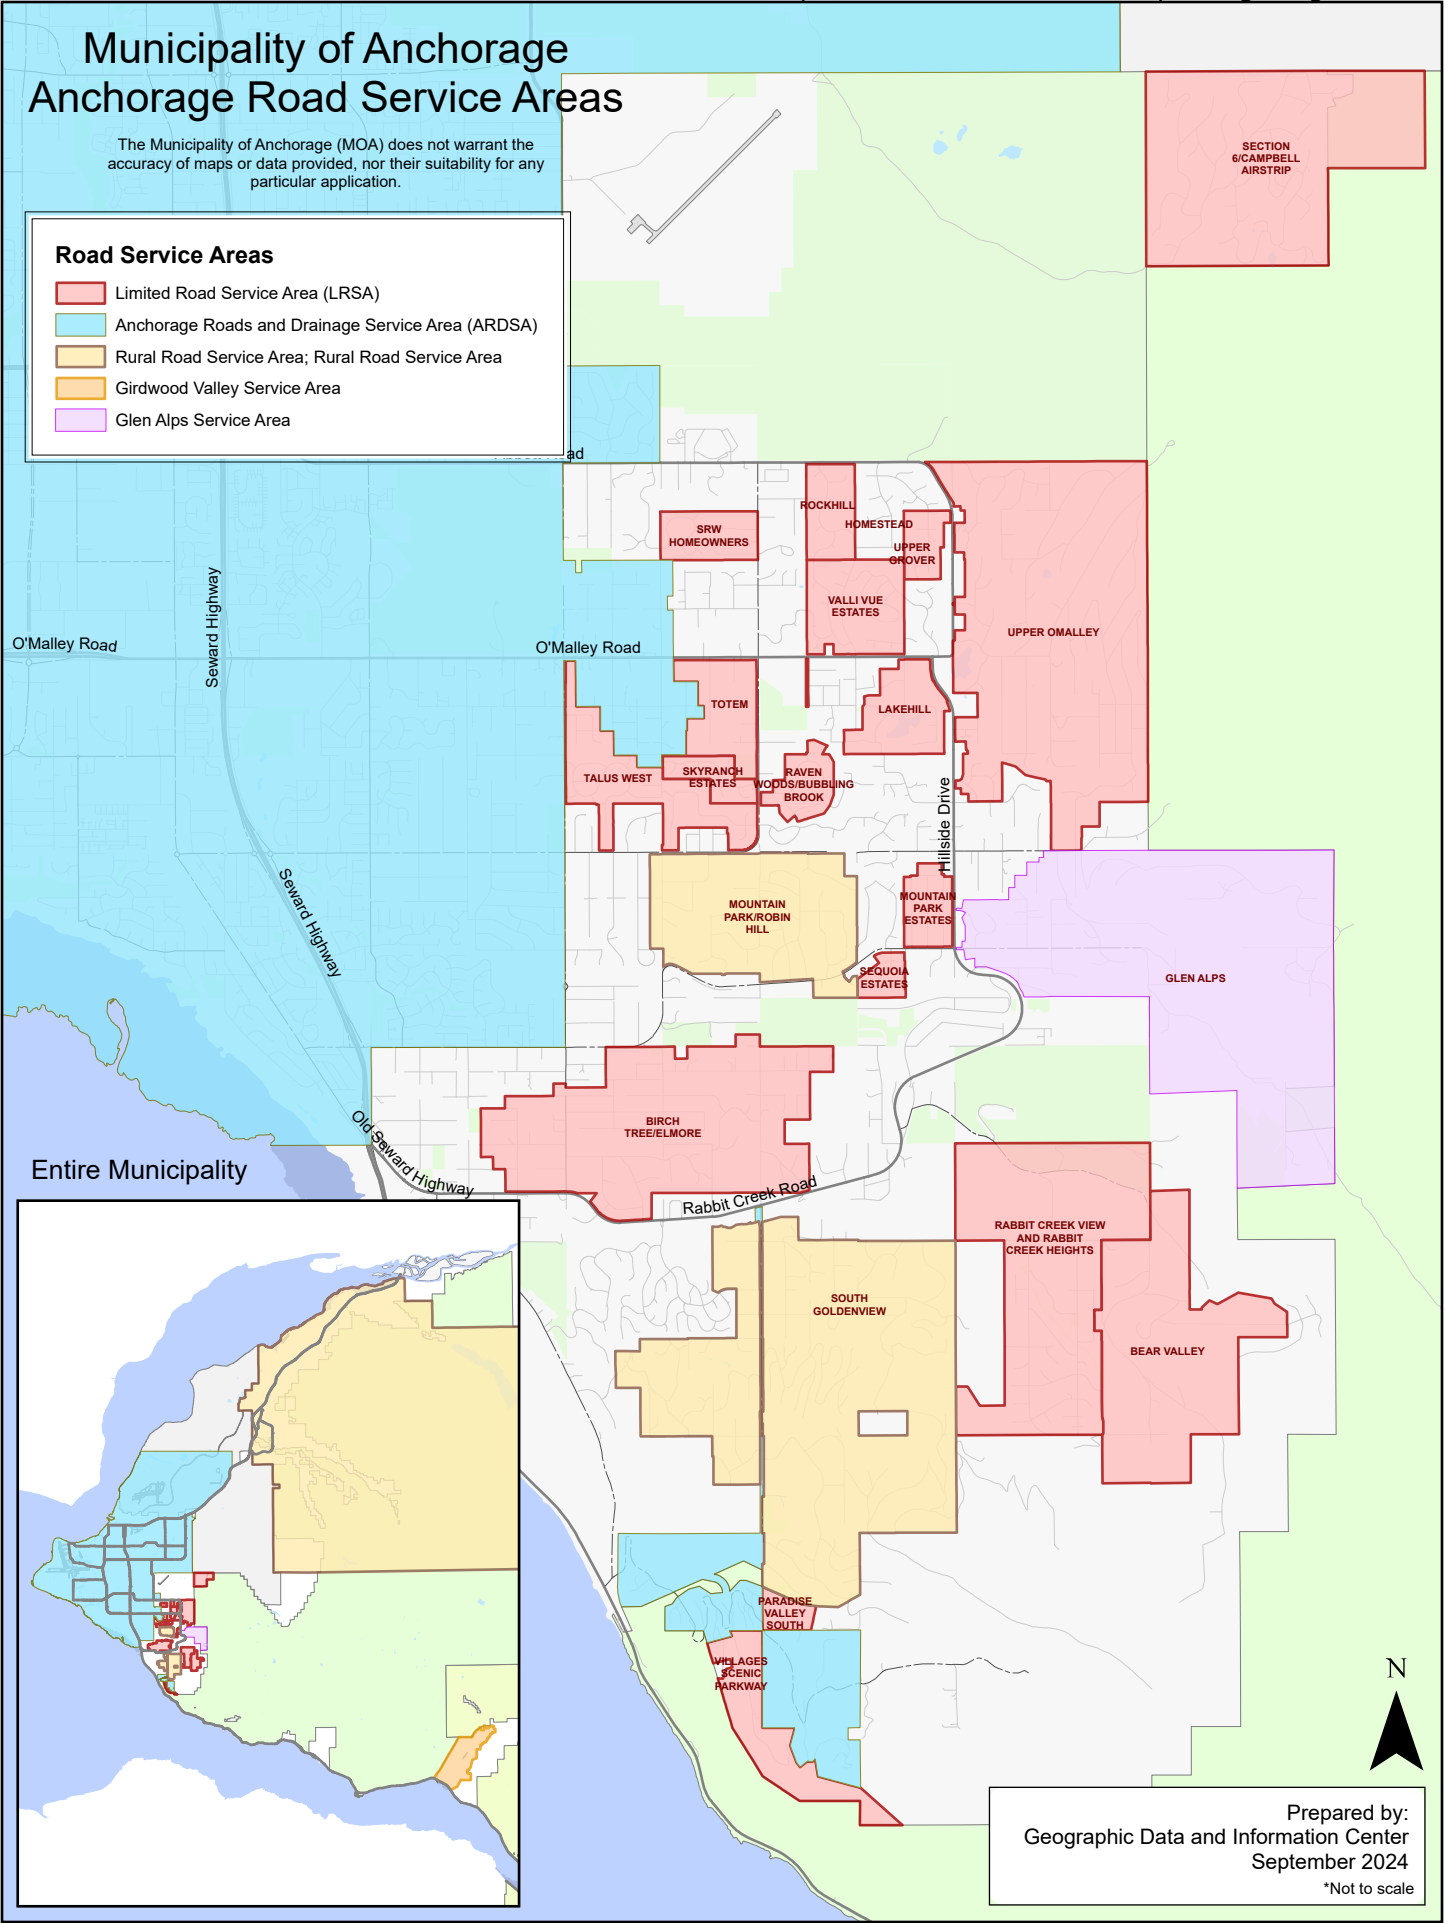 Municipality of Anchorage
Anchorage Road Service Areas
The Municipality of Anchorage (MOA) does not warrant the
accuracy of maps or data provided, nor their suitability for any
particular application.
Road Service Areas
Limited Road Service Area (LRSA)
Anchorage Roads and Drainage Service Area (ARDSA)
Rural Road Service Area; Rural Road Service Area
Girdwood Valley Service Area
Glen Alps Service Area
SECTION
6/CAMPBELL
AIRSTRIP
ROCKHILL
HOMESTEAD
SRW
HOMEOWNERS
UPPER
GROVER
VALLI VUE
ESTATES
UPPER OMALLEY
Seward Highway
O'Malley Road
O'Malley Road
TOTEM
LAKEHILL
TALUS WEST
SKYRANCH
ESTATES
RAVEN
WOODS/BUBBLING
BROOK
Hillside Drive
Seward Highway
MOUNTAIN
PARK/ROBIN
HILL
MOUNTAIN
PARK
ESTATES
SEQUOIA
ESTATES
GLEN ALPS
BIRCH
TREE/ELMORE
Old Seward Highway
Rabbit Creek Road
Entire Municipality
RABBIT CREEK VIEW
AND RABBIT
CREEK HEIGHTS
SOUTH
GOLDENVIEW
BEAR VALLEY
PARADISE
VALLEY
SOUTH
VILLAGES
SCENIC
PARKWAY
N
Prepared by:
Geographic Data and Information Center
September 2024
*Not to scale